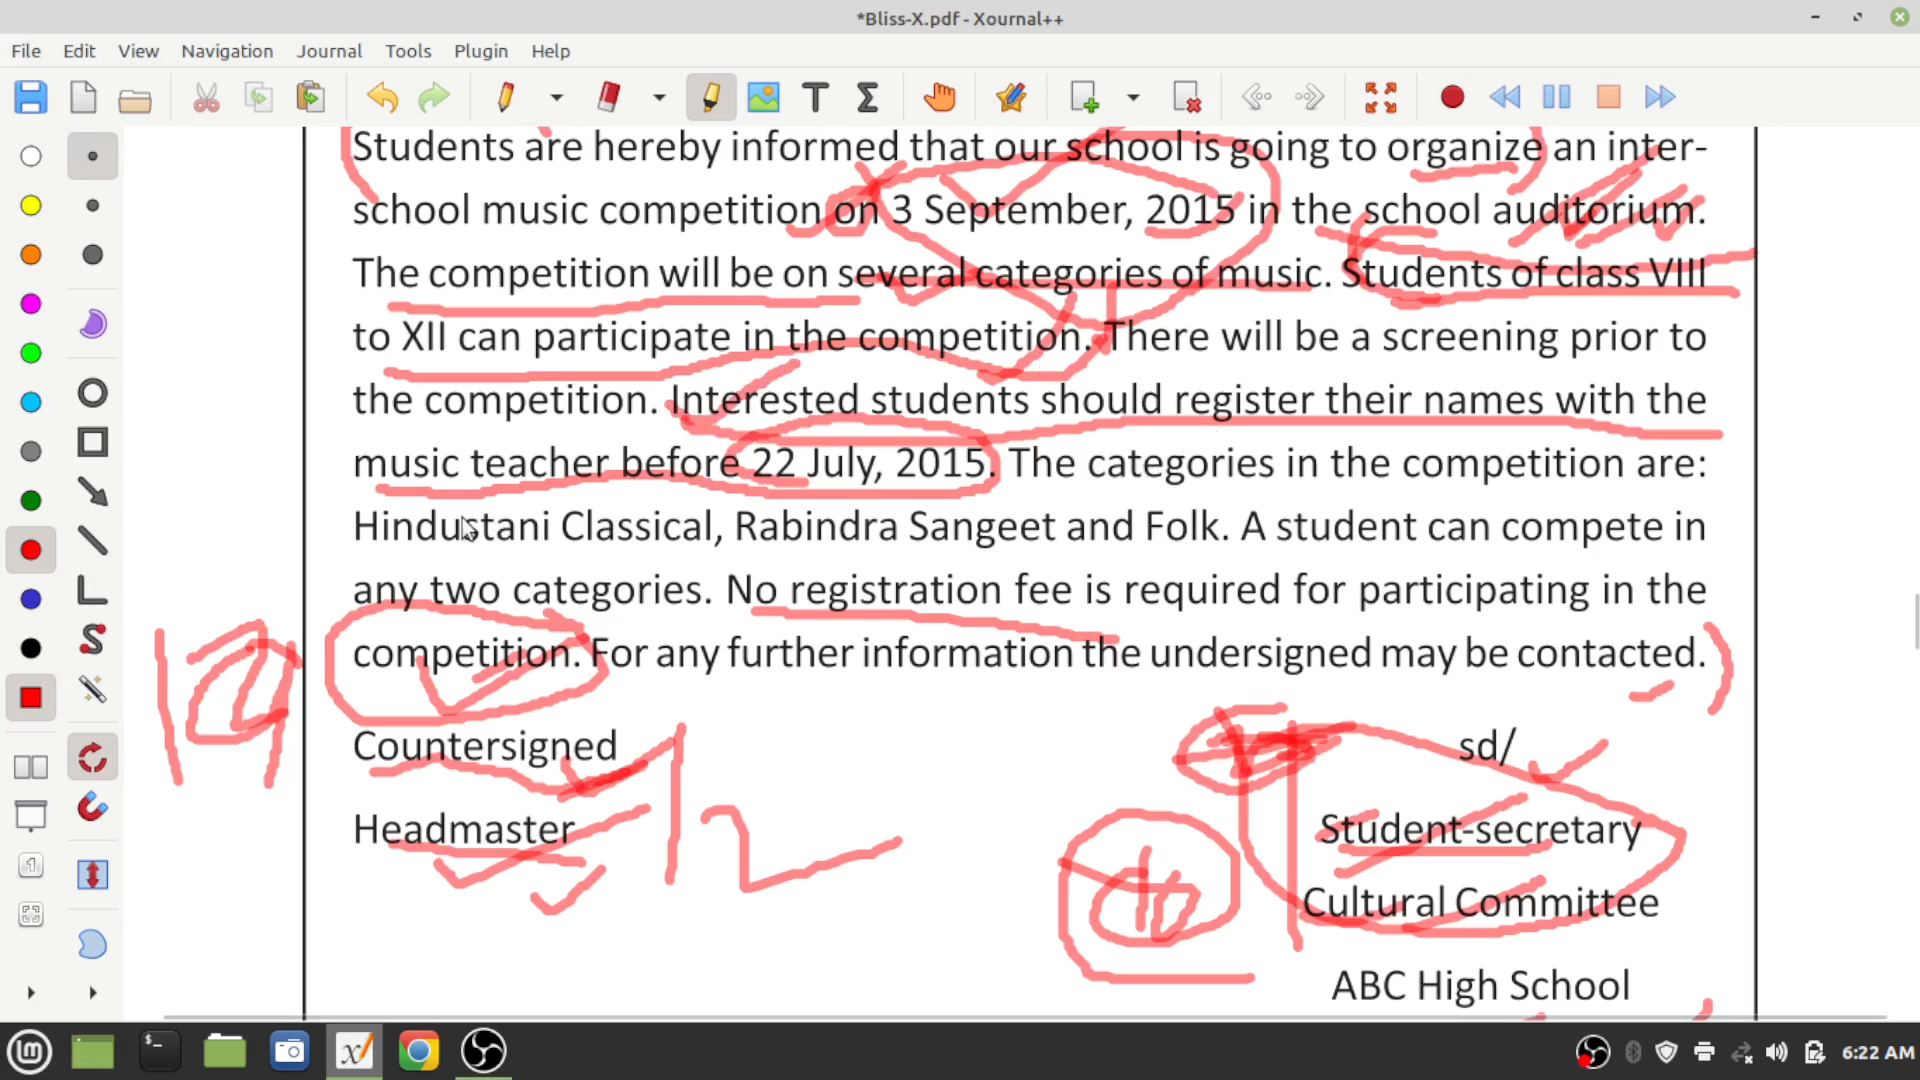 *Bliss-X.pdf - Xournal++
File Edit View Navigation Journal Tools Plugin Help
Students are hereby informed that our school is going to organize an inter-
school music competition on 3 September, 2015 in the school auditorium.
The competition will be on several categories of music. Students of class VIII
to XII can participate in the competition. There will be a screening prior to
the competition. Interested students should register their names with the
music teacher before 22 July, 2015. The categories in the competition are:
Hindustani Classical, Rabindra Sangeet and Folk. A student can compete in
any two categories. No registration fee is required for participating in the
competition. For any further information the undersigned may be contacted.
Countersigned sd/
Headmaster Student-secretary
Cultural Committee
ABC High School
6:22 AM